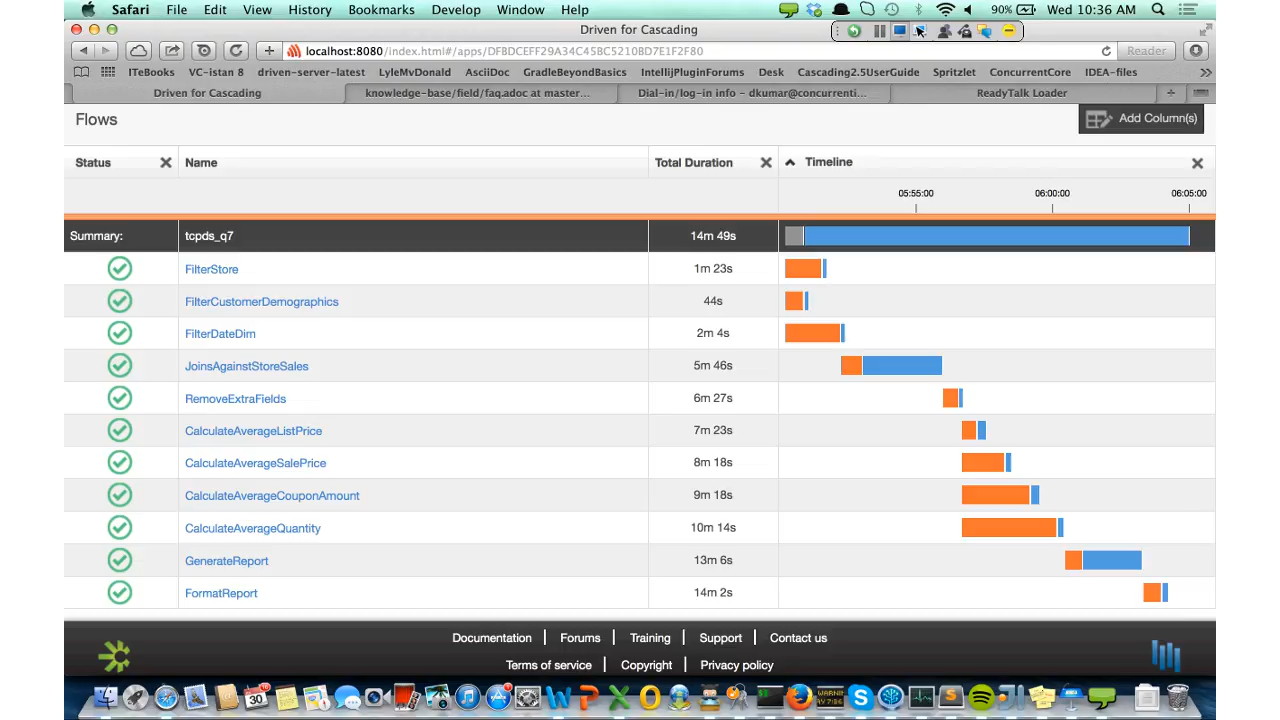 Safari File Edit View History Bookmarks Develop Window Help 90% Wed 10:36 AM
Driven for Cascading
localhost:8080/index.html#/apps/DFBDCEFF29A34C45BC5210BD7E1F2F80 Reader
ITeBooks VC-istan 8 driven-server-latest LyleMvDonald AsciiDoc GradleBeyondBasics IntellijPluginForums Desk Cascading2.5UserGuide Spritzlet ConcurrentCore IDEA-files
Driven for Cascading knowledge-base/field/faq.adoc at master... Dial-in/log-in info - dkumar@concurrenti... ReadyTalk Loader
Flows Add Column(s)
Status Name Total Duration Timeline
05:55:00 06:00:00 06:05:00
Summary: tcpds_q7 14m 49s
FilterStore 1m 23s
FilterCustomerDemographics 44s
FilterDateDim 2m 4s
JoinsAgainstStoreSales 5m 46s
RemoveExtraFields 6m 27s
CalculateAverageListPrice 7m 23s
CalculateAverageSalePrice 8m 18s
CalculateAverageCouponAmount 9m 18s
CalculateAverageQuantity 10m 14s
GenerateReport 13m 6s
FormatReport 14m 2s
Documentation Forums Training Support Contact us
Terms of service Copyright Privacy policy
30